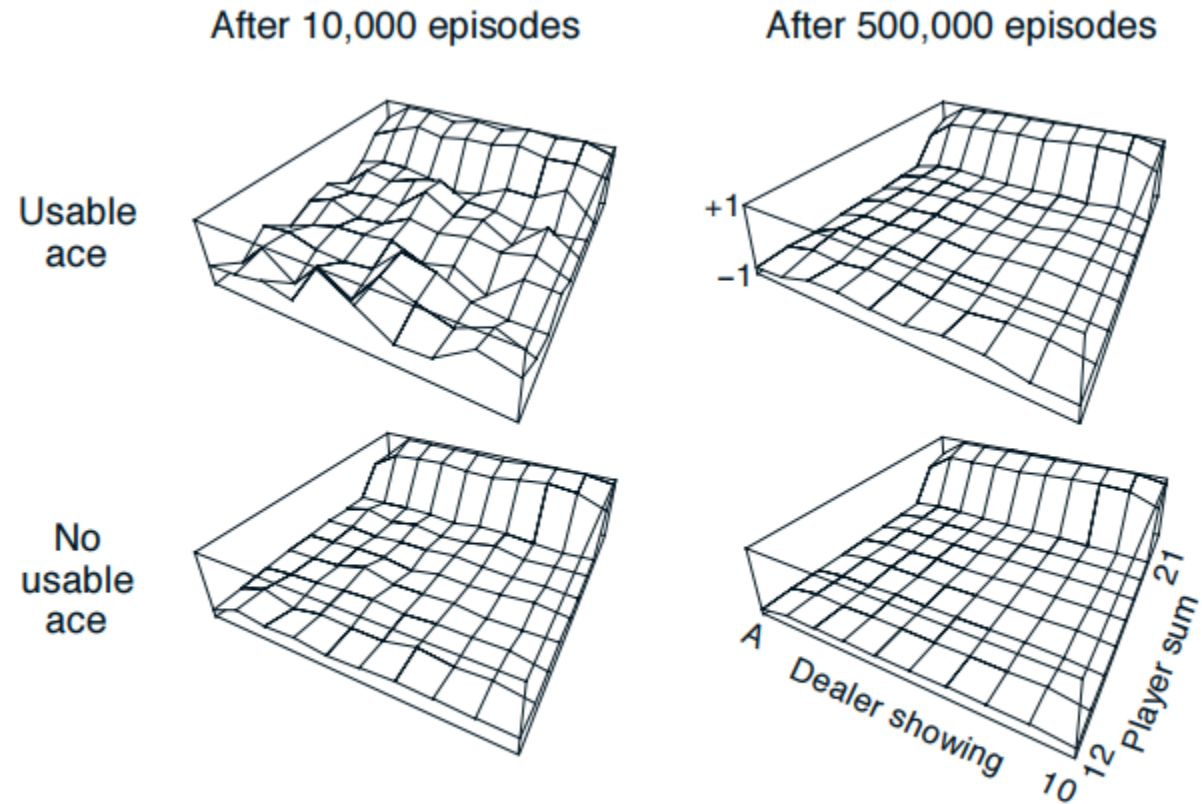 After 10,000 episodes
After 500,000 episodes
Usable
ace
+1
−1
No
usable
ace
A
Dealer showing
10
12
Player sum
21